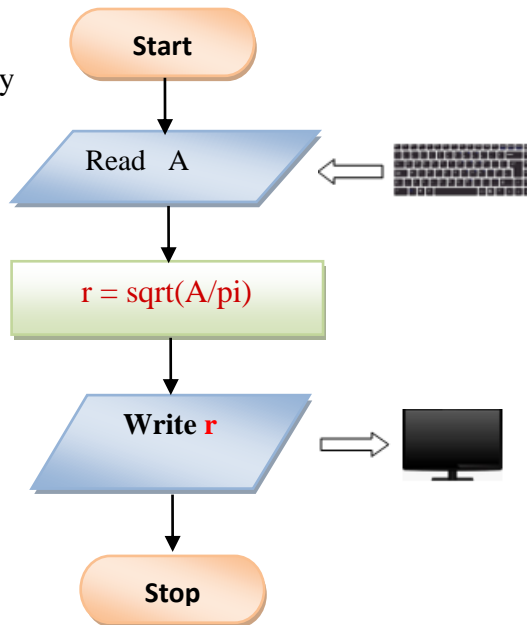 Start
y
Read A
r = sqrt(A/pi)
Write r
Stop